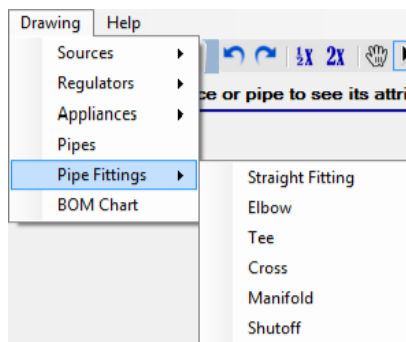 Drawing Help
Sources
½X 2X
Regulators
ce or pipe to see its attri
Appliances
Pipes
Pipe Fittings
BOM Chart
Straight Fitting
Elbow
Tee
Cross
Manifold
Shutoff